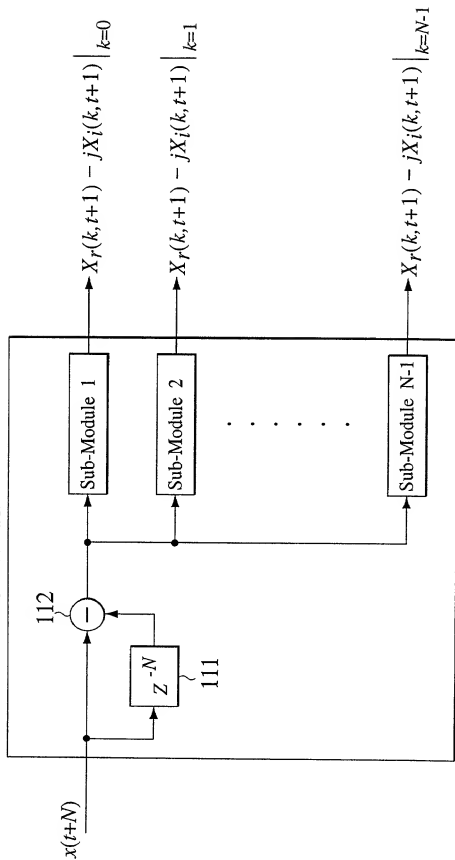 x(t+N)
Z^{-N}
111
112
−
Sub-Module 1
X_r(k,t+1) − jX_i(k,t+1)|_{k=0}
Sub-Module 2
X_r(k,t+1) − jX_i(k,t+1)|_{k=1}
. . . . . .
Sub-Module N-1
X_r(k,t+1) − jX_i(k,t+1)|_{k=N-1}